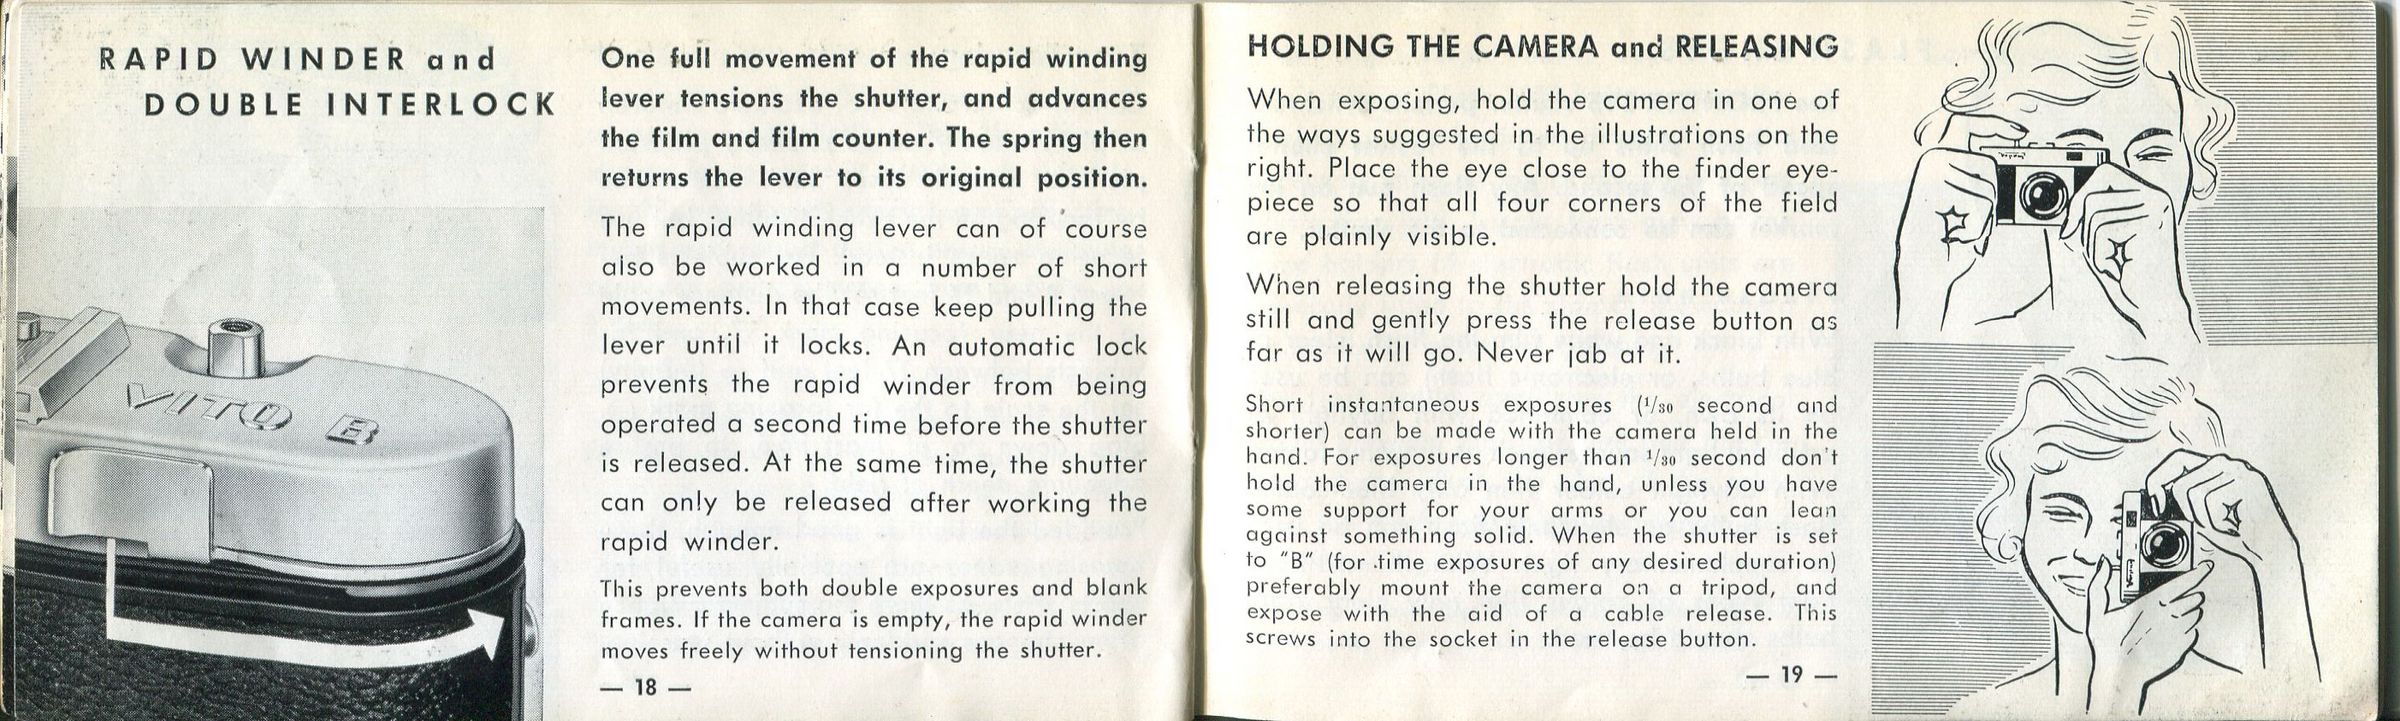 RAPID WINDER and
DOUBLE INTERLOCK
VITO B
One full movement of the rapid winding
lever tensions the shutter, and advances
the film and film counter. The spring then
returns the lever to its original position.
The rapid winding lever can of course
also be worked in a number of short
movements. In that case keep pulling the
lever until it locks. An automatic lock
prevents the rapid winder from being
operated a second time before the shutter
is released. At the same time, the shutter
can only be released after working the
rapid winder.
This prevents both double exposures and blank
frames. If the camera is empty, the rapid winder
moves freely without tensioning the shutter.
— 18 —
HOLDING THE CAMERA and RELEASING
When exposing, hold the camera in one of
the ways suggested in the illustrations on the
right. Place the eye close to the finder eye-
piece so that all four corners of the field
are plainly visible.
When releasing the shutter hold the camera
still and gently press the release button as
far as it will go. Never jab at it.
Short instantaneous exposures (1/30 second and
shorter) can be made with the camera held in the
hand. For exposures longer than 1/30 second don't
hold the camera in the hand, unless you have
some support for your arms or you can lean
against something solid. When the shutter is set
to "B" (for time exposures of any desired duration)
preferably mount the camera on a tripod, and
expose with the aid of a cable release. This
screws into the socket in the release button.
— 19 —